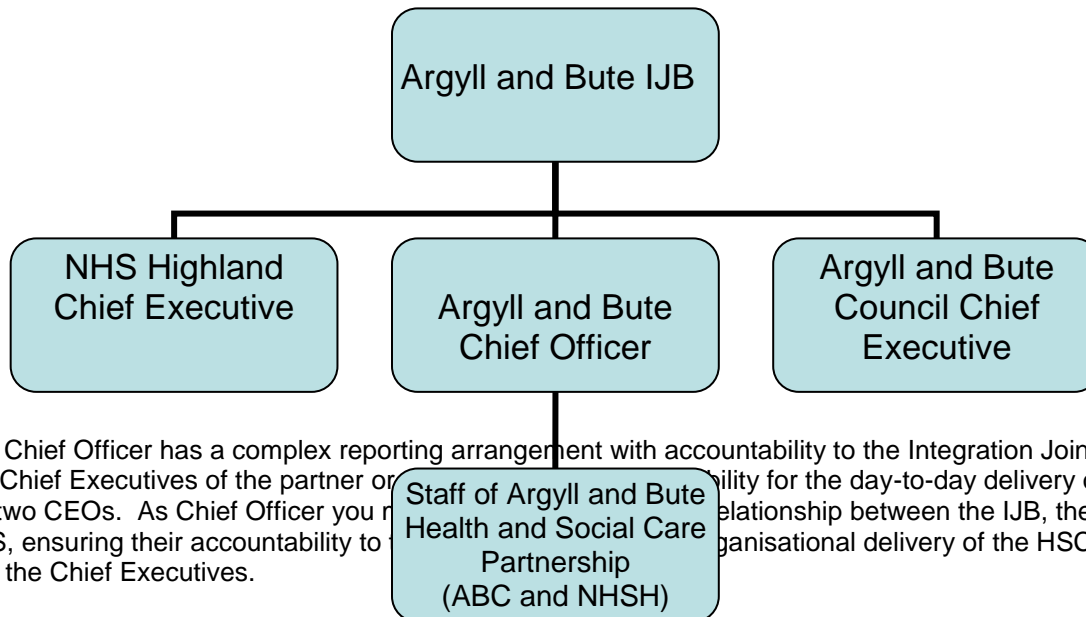 Argyll and Bute IJB
NHS Highland
Chief Executive
Argyll and Bute
Chief Officer
Argyll and Bute
Council Chief
Executive
Chief Officer has a complex reporting arrangement with accountability to the Integration Join
Chief Executives of the partner or bility for the day-to-day delivery
two CEOs. As Chief Officer you elationship between the IJB, the
, ensuring their accountability to ganisational delivery of the HSC
the Chief Executives.
Staff of Argyll and Bute
Health and Social Care
Partnership
(ABC and NHSH)